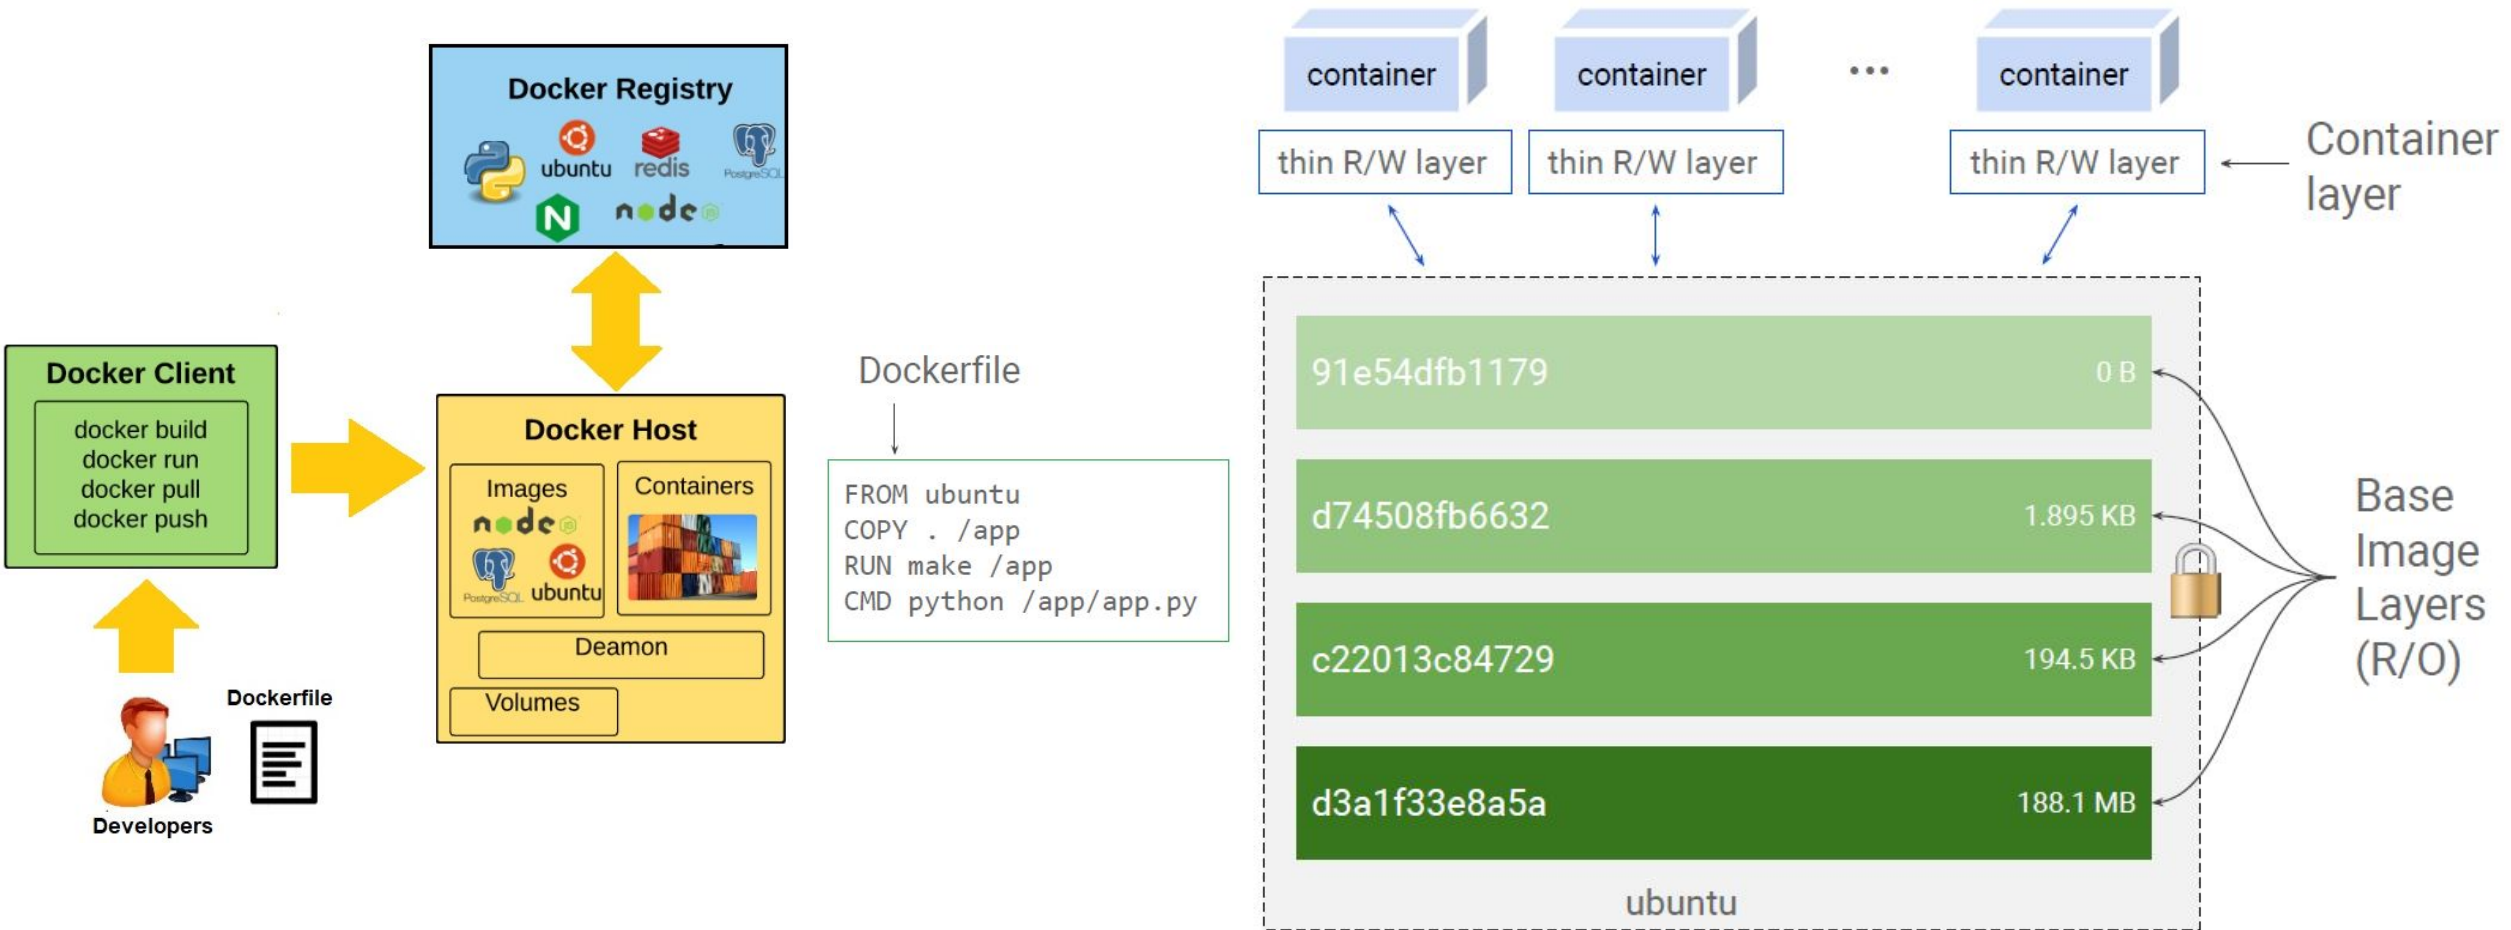 Docker Registry
ubuntu
redis
PostgreSQL
N
node
JS
Docker Client
docker build
docker run
docker pull
docker push
Docker Host
Images
node
JS
PostgreSQL
ubuntu
Containers
Deamon
Volumes
Dockerfile
Developers
Dockerfile
FROM ubuntu
COPY . /app
RUN make /app
CMD python /app/app.py
container
container
...
container
thin R/W layer
thin R/W layer
thin R/W layer
Container
layer
91e54dfb1179
0 B
d74508fb6632
1.895 KB
c22013c84729
194.5 KB
d3a1f33e8a5a
188.1 MB
ubuntu
Base
Image
Layers
(R/O)